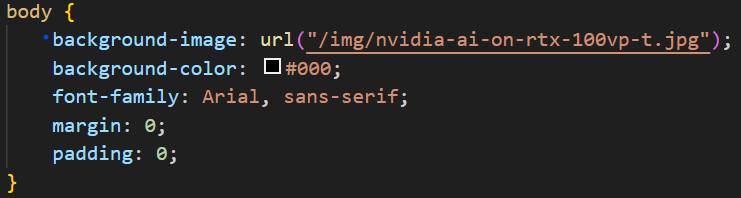 body {
background-image: url("/img/nvidia-ai-on-rtx-100vp-t.jpg");
background-color: #000;
font-family: Arial, sans-serif;
margin: 0;
padding: 0;
}